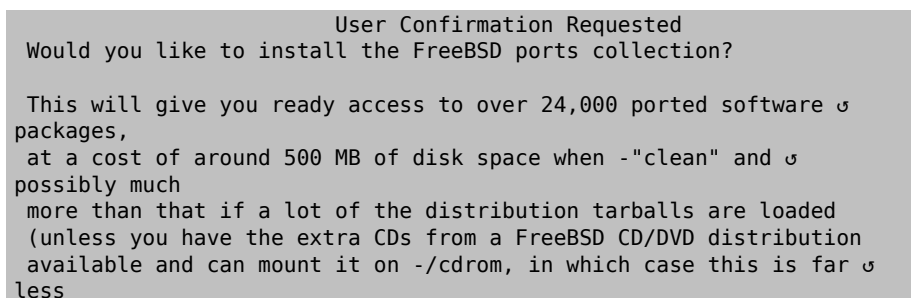 User Confirmation Requested
Would you like to install the FreeBSD ports collection?
This will give you ready access to over 24,000 ported software ↺
packages,
at a cost of around 500 MB of disk space when -"clean" and ↺
possibly much
more than that if a lot of the distribution tarballs are loaded
(unless you have the extra CDs from a FreeBSD CD/DVD distribution
available and can mount it on -/cdrom, in which case this is far ↺
less